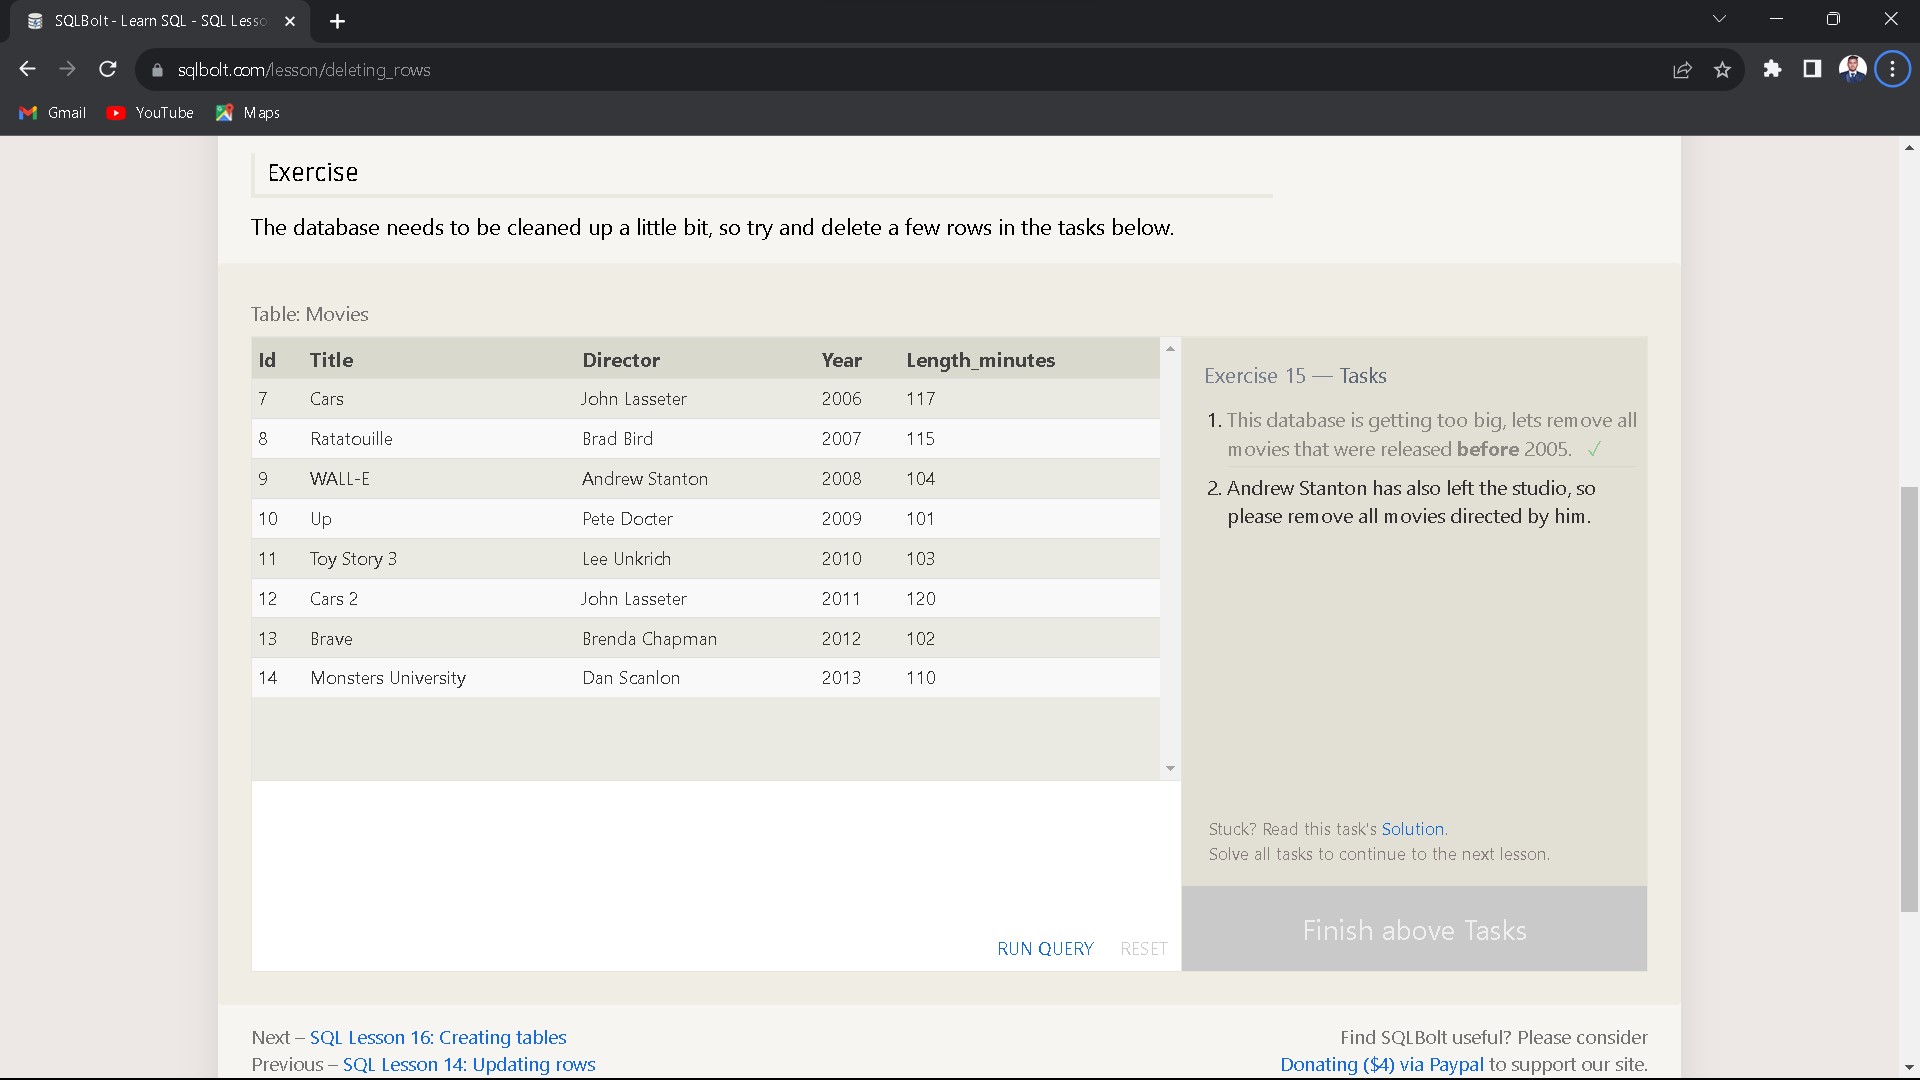 SQLBolt - Learn SQL - SQL Lesso
sqlbolt.com/lesson/deleting_rows
Gmail YouTube Maps
Exercise
The database needs to be cleaned up a little bit, so try and delete a few rows in the tasks below.
Table: Movies
Id Title Director Year Length_minutes
7 Cars John Lasseter 2006 117
8 Ratatouille Brad Bird 2007 115
9 WALL-E Andrew Stanton 2008 104
10 Up Pete Docter 2009 101
11 Toy Story 3 Lee Unkrich 2010 103
12 Cars 2 John Lasseter 2011 120
13 Brave Brenda Chapman 2012 102
14 Monsters University Dan Scanlon 2013 110
RUN QUERY RESET
Exercise 15 — Tasks
1. This database is getting too big, lets remove all
movies that were released before 2005. ✓
2. Andrew Stanton has also left the studio, so
please remove all movies directed by him.
Stuck? Read this task's Solution.
Solve all tasks to continue to the next lesson.
Finish above Tasks
Next – SQL Lesson 16: Creating tables
Previous – SQL Lesson 14: Updating rows
Find SQLBolt useful? Please consider
Donating ($4) via Paypal to support our site.